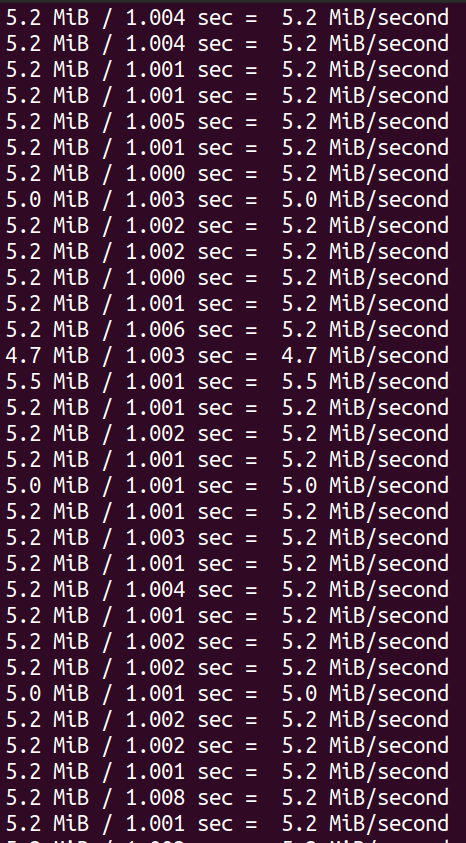 5.2 MiB / 1.004 sec =  5.2 MiB/second
5.2 MiB / 1.004 sec =  5.2 MiB/second
5.2 MiB / 1.001 sec =  5.2 MiB/second
5.2 MiB / 1.001 sec =  5.2 MiB/second
5.2 MiB / 1.005 sec =  5.2 MiB/second
5.2 MiB / 1.001 sec =  5.2 MiB/second
5.2 MiB / 1.000 sec =  5.2 MiB/second
5.0 MiB / 1.003 sec =  5.0 MiB/second
5.2 MiB / 1.002 sec =  5.2 MiB/second
5.2 MiB / 1.002 sec =  5.2 MiB/second
5.2 MiB / 1.000 sec =  5.2 MiB/second
5.2 MiB / 1.001 sec =  5.2 MiB/second
5.2 MiB / 1.006 sec =  5.2 MiB/second
4.7 MiB / 1.003 sec =  4.7 MiB/second
5.5 MiB / 1.001 sec =  5.5 MiB/second
5.2 MiB / 1.001 sec =  5.2 MiB/second
5.2 MiB / 1.002 sec =  5.2 MiB/second
5.2 MiB / 1.001 sec =  5.2 MiB/second
5.0 MiB / 1.001 sec =  5.0 MiB/second
5.2 MiB / 1.001 sec =  5.2 MiB/second
5.2 MiB / 1.003 sec =  5.2 MiB/second
5.2 MiB / 1.001 sec =  5.2 MiB/second
5.2 MiB / 1.004 sec =  5.2 MiB/second
5.2 MiB / 1.001 sec =  5.2 MiB/second
5.2 MiB / 1.002 sec =  5.2 MiB/second
5.2 MiB / 1.002 sec =  5.2 MiB/second
5.0 MiB / 1.001 sec =  5.0 MiB/second
5.2 MiB / 1.002 sec =  5.2 MiB/second
5.2 MiB / 1.002 sec =  5.2 MiB/second
5.2 MiB / 1.001 sec =  5.2 MiB/second
5.2 MiB / 1.008 sec =  5.2 MiB/second
5.2 MiB / 1.001 sec =  5.2 MiB/second